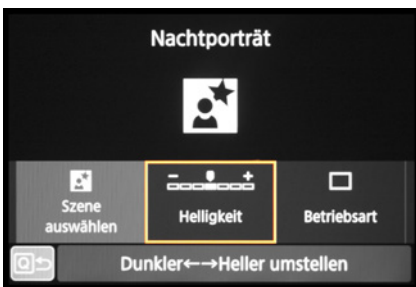 Nachtporträt
- +
Szene
auswählen
Helligkeit
Betriebsart
Q Dunkler←→Heller umstellen